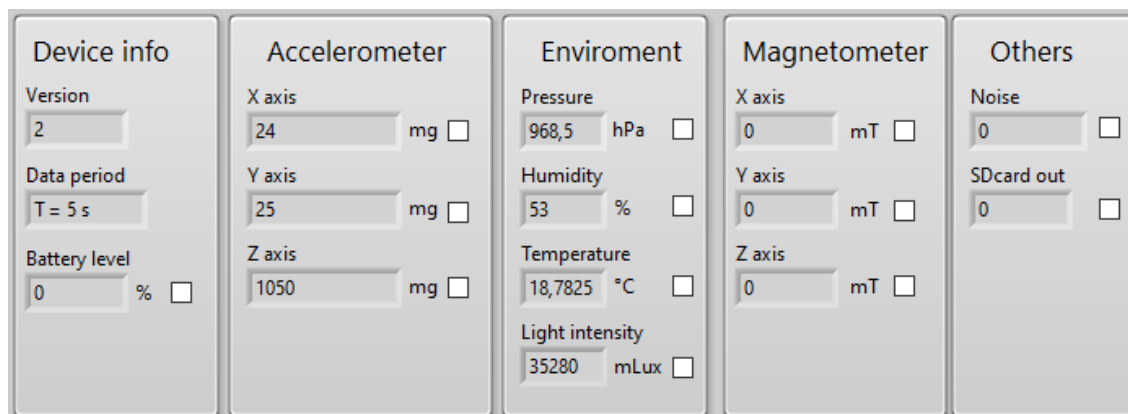 Device info
Version
2
Data period
T = 5 s
Battery level
0 %
Accelerometer
X axis
24 mg
Y axis
25 mg
Z axis
1050 mg
Enviroment
Pressure
968,5 hPa
Humidity
53 %
Temperature
18,7825 °C
Light intensity
35280 mLux
Magnetometer
X axis
0 mT
Y axis
0 mT
Z axis
0 mT
Others
Noise
0
SDcard out
0